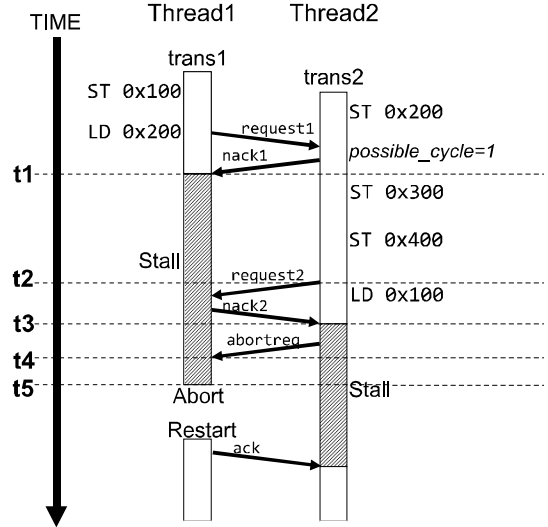 Thread1 Thread2
TIME
trans1
trans2
ST 0x100
ST 0x200
LD 0x200
request1
possible_cycle=1
nack1
t1
ST 0x300
ST 0x400
Stall
t2
request2
LD 0x100
nack2
t3
abortreq
t4
t5
Stall
Abort
Restart
ack